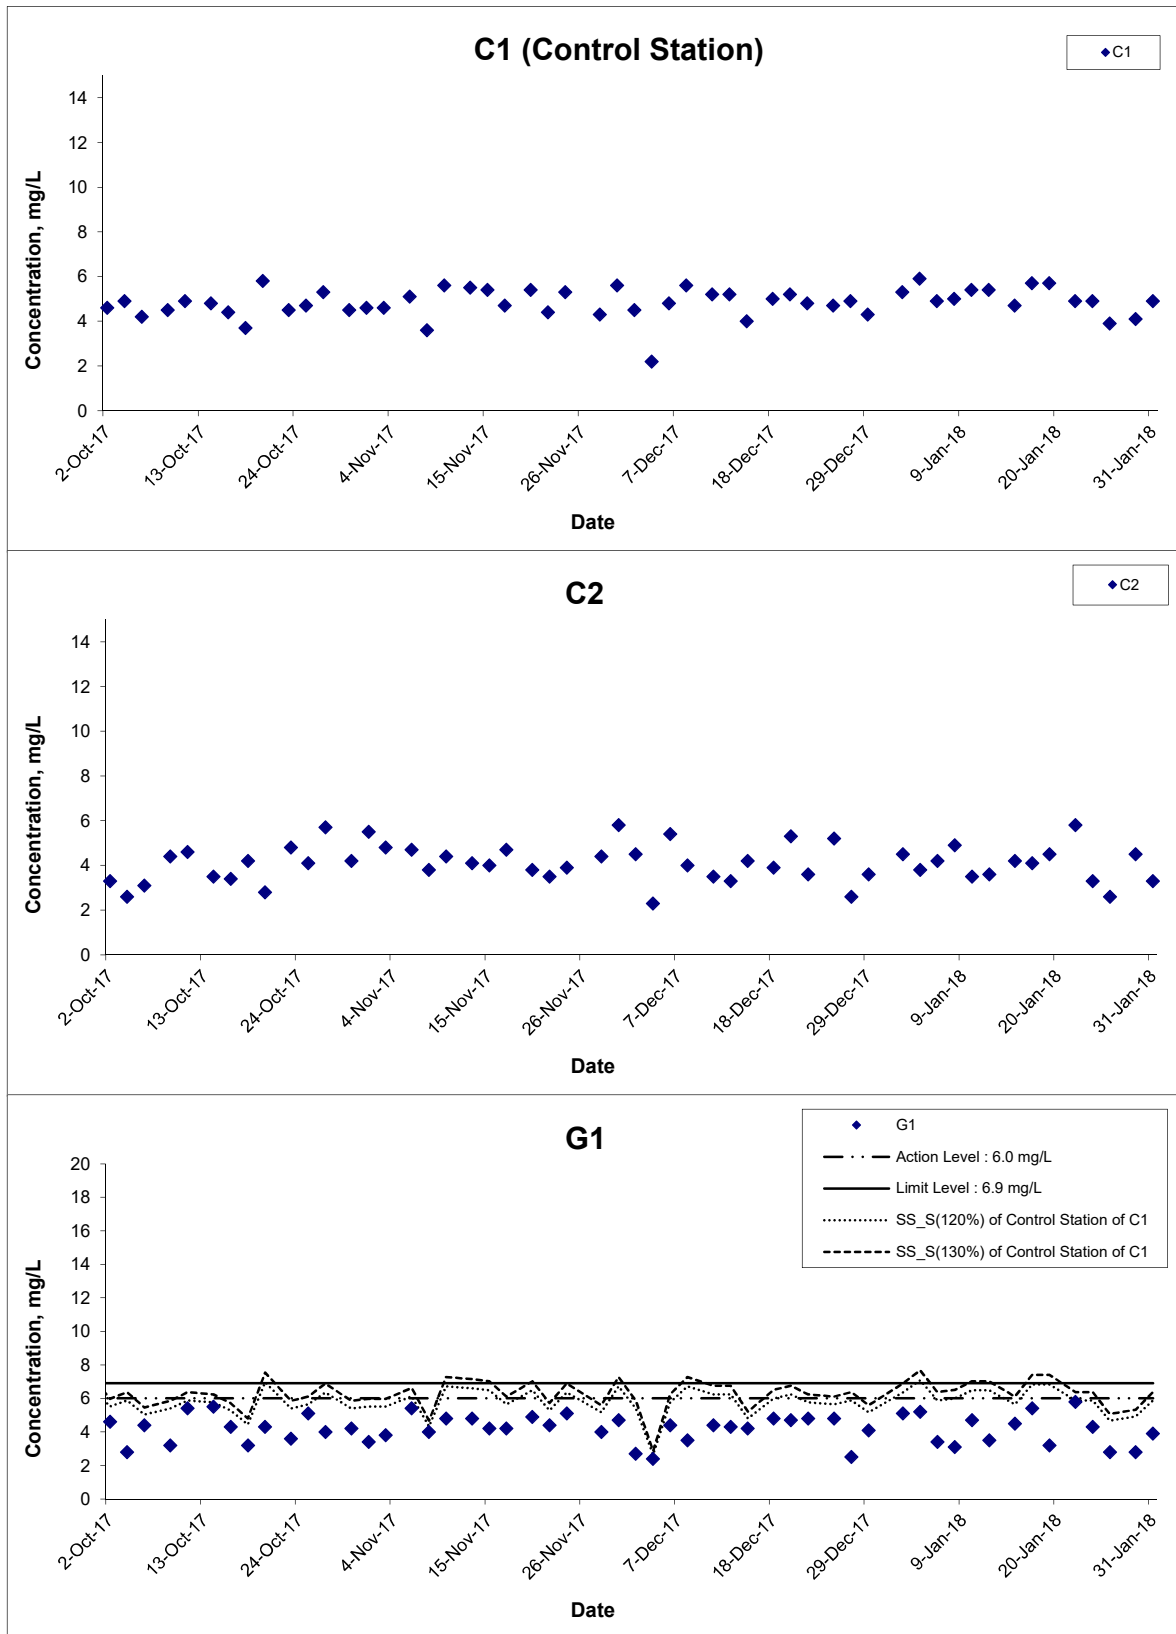 C1 (Control Station)
C1
14
12
10
8
6
4
2
0
Concentration, mg/L
2-Oct-17
13-Oct-17
24-Oct-17
4-Nov-17
15-Nov-17
26-Nov-17
7-Dec-17
18-Dec-17
29-Dec-17
9-Jan-18
20-Jan-18
31-Jan-18
Date
C2
C2
14
12
10
8
6
4
2
0
Concentration, mg/L
2-Oct-17
13-Oct-17
24-Oct-17
4-Nov-17
15-Nov-17
26-Nov-17
7-Dec-17
18-Dec-17
29-Dec-17
9-Jan-18
20-Jan-18
31-Jan-18
Date
G1
G1
Action Level : 6.0 mg/L
Limit Level : 6.9 mg/L
SS_S(120%) of Control Station of C1
SS_S(130%) of Control Station of C1
20
18
16
14
12
10
8
6
4
2
0
Concentration, mg/L
2-Oct-17
13-Oct-17
24-Oct-17
4-Nov-17
15-Nov-17
26-Nov-17
7-Dec-17
18-Dec-17
29-Dec-17
9-Jan-18
20-Jan-18
31-Jan-18
Date